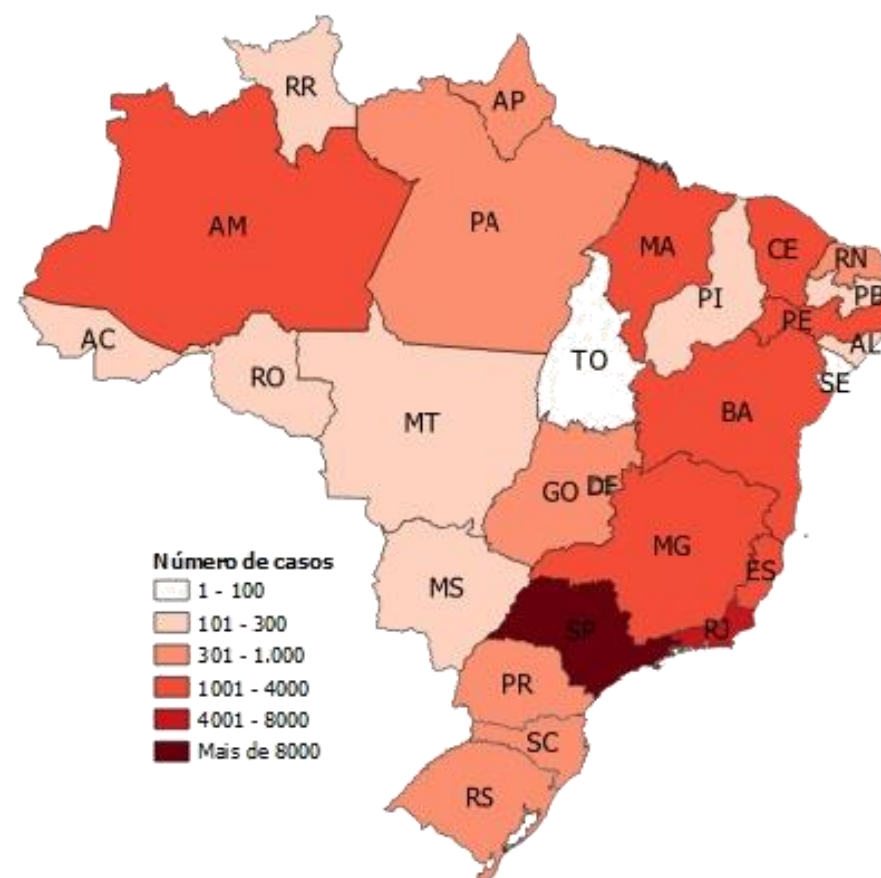 RR
AP
AM
PA
MA
CE
RN
PI
PB
PE
AC
AL
TO
SE
RO
BA
MT
GO
DF
MG
Número de casos
ES
1 - 100
MS
101 - 300
SP
RJ
301 - 1.000
PR
1001 - 4000
4001 - 8000
SC
Mais de 8000
RS